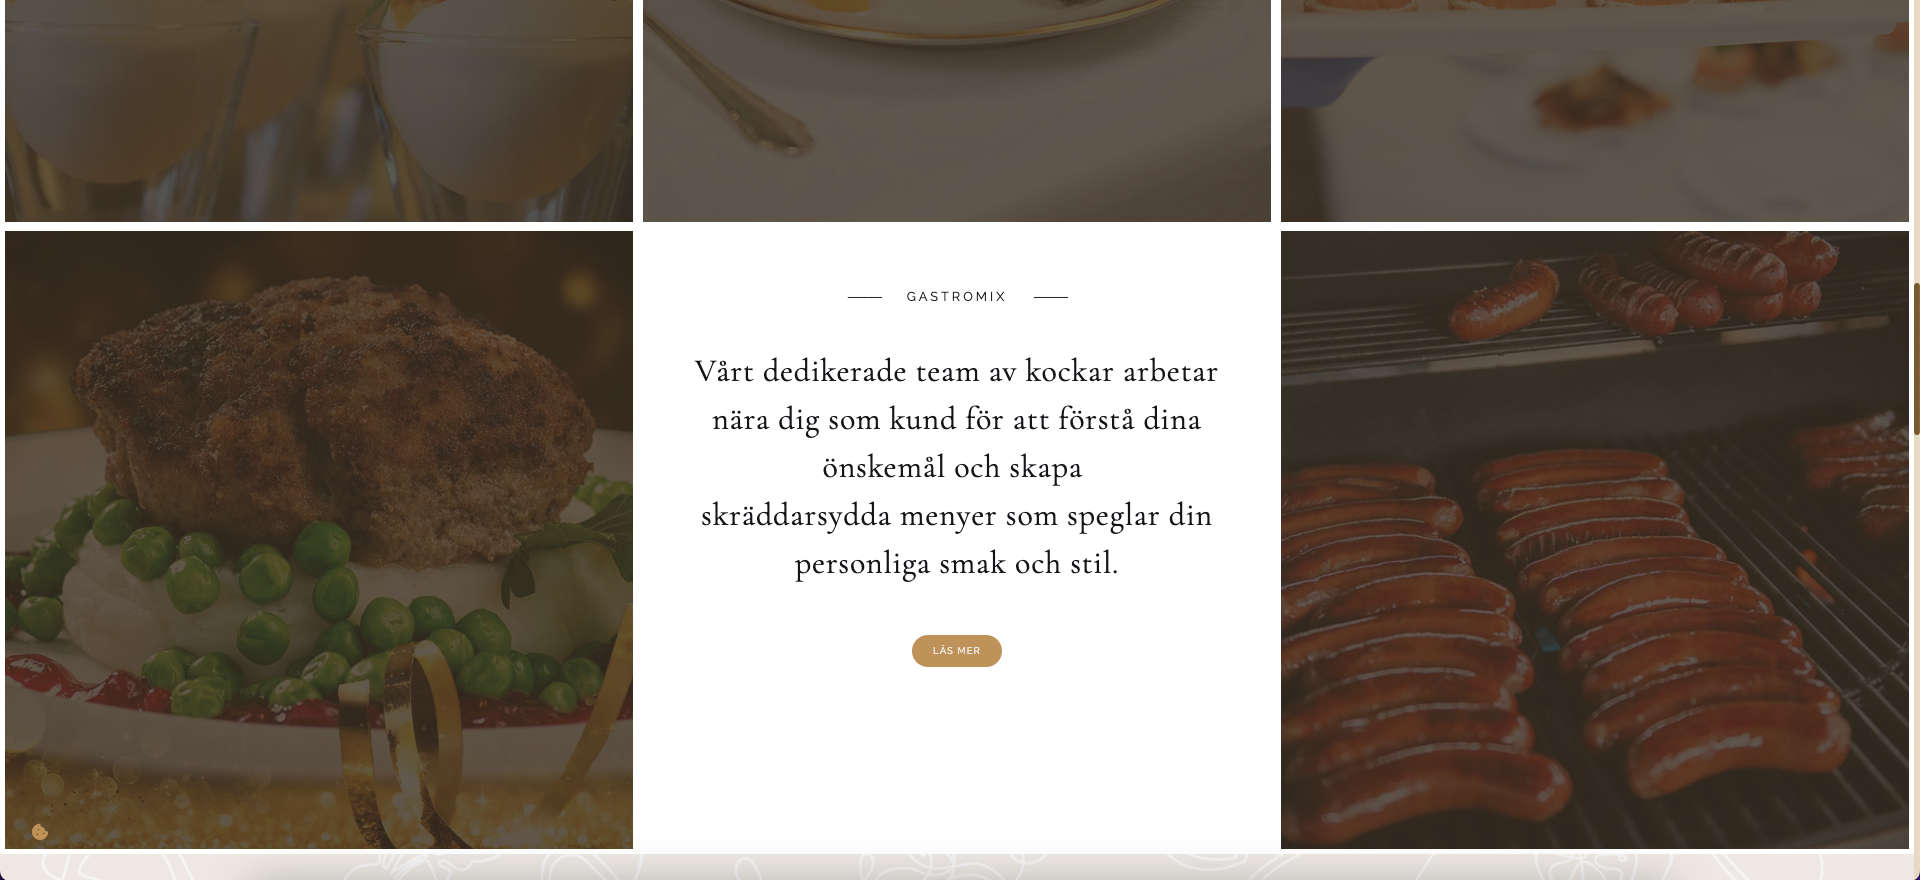 GASTROMIX
Vårt dedikerade team av kockar arbetar
nära dig som kund för att förstå dina
önskemål och skapa
skräddarsydda menyer som speglar din
personliga smak och stil.
LÄS MER